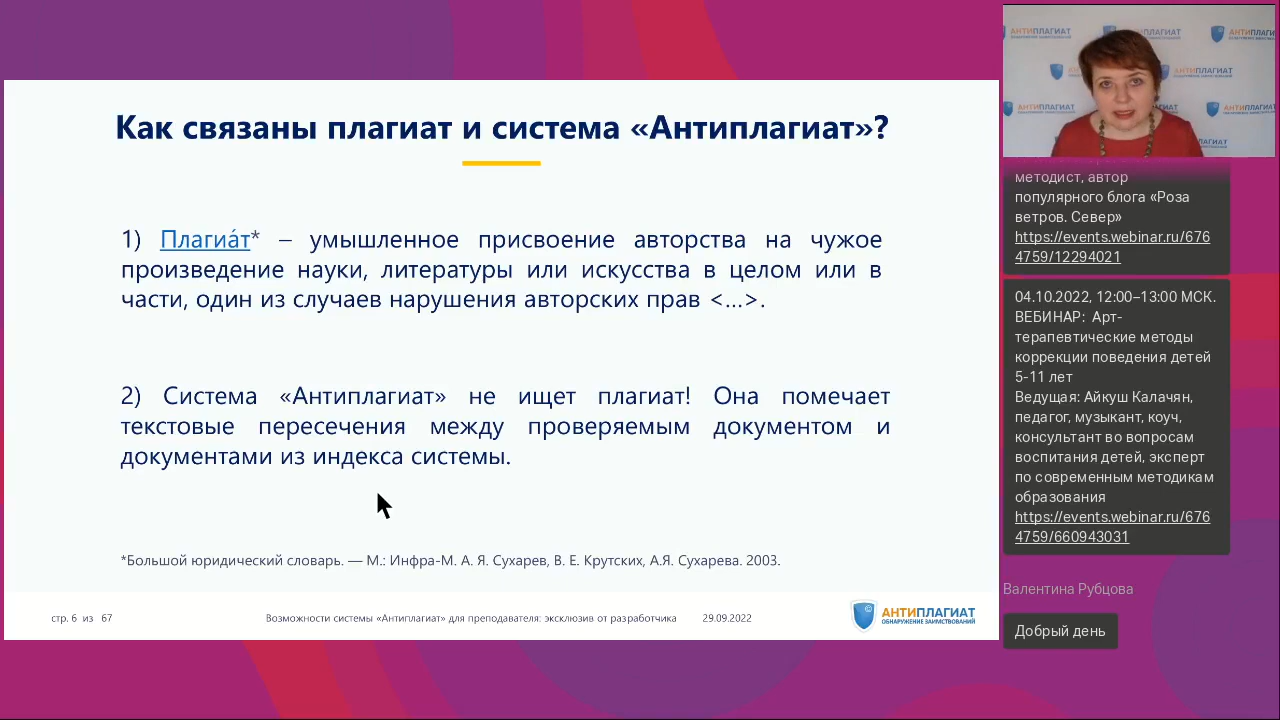 Как связаны плагиат и система «Антиплагиат»?
1) Плагиа́т* – умышленное присвоение авторства на чужое
произведение науки, литературы или искусства в целом или в
части, один из случаев нарушения авторских прав <...>.
2) Система «Антиплагиат» не ищет плагиат! Она помечает
текстовые пересечения между проверяемым документом и
документами из индекса системы.
*Большой юридический словарь. — М.: Инфра-М. А. Я. Сухарев, В. Е. Крутских, А.Я. Сухарева. 2003.
стр. 6 из 67
Возможности системы «Антиплагиат» для преподавателя: эксклюзив от разработчика
29.09.2022
АНТИПЛАГИАТ
ОБНАРУЖЕНИЕ ЗАИМСТВОВАНИЙ
АНТИПЛАГИАТ
методист, автор
популярного блога «Роза
ветров. Север»
https://events.webinar.ru/676
4759/12294021
04.10.2022, 12:00–13:00 МСК.
ВЕБИНАР: Арт-
терапевтические методы
коррекции поведения детей
5-11 лет
Ведущая: Айкуш Калачян,
педагог, музыкант, коуч,
консультант во вопросам
воспитания детей, эксперт
по современным методикам
образования
https://events.webinar.ru/676
4759/660943031
Валентина Рубцова
Добрый день